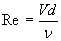 Re = Vd/ν